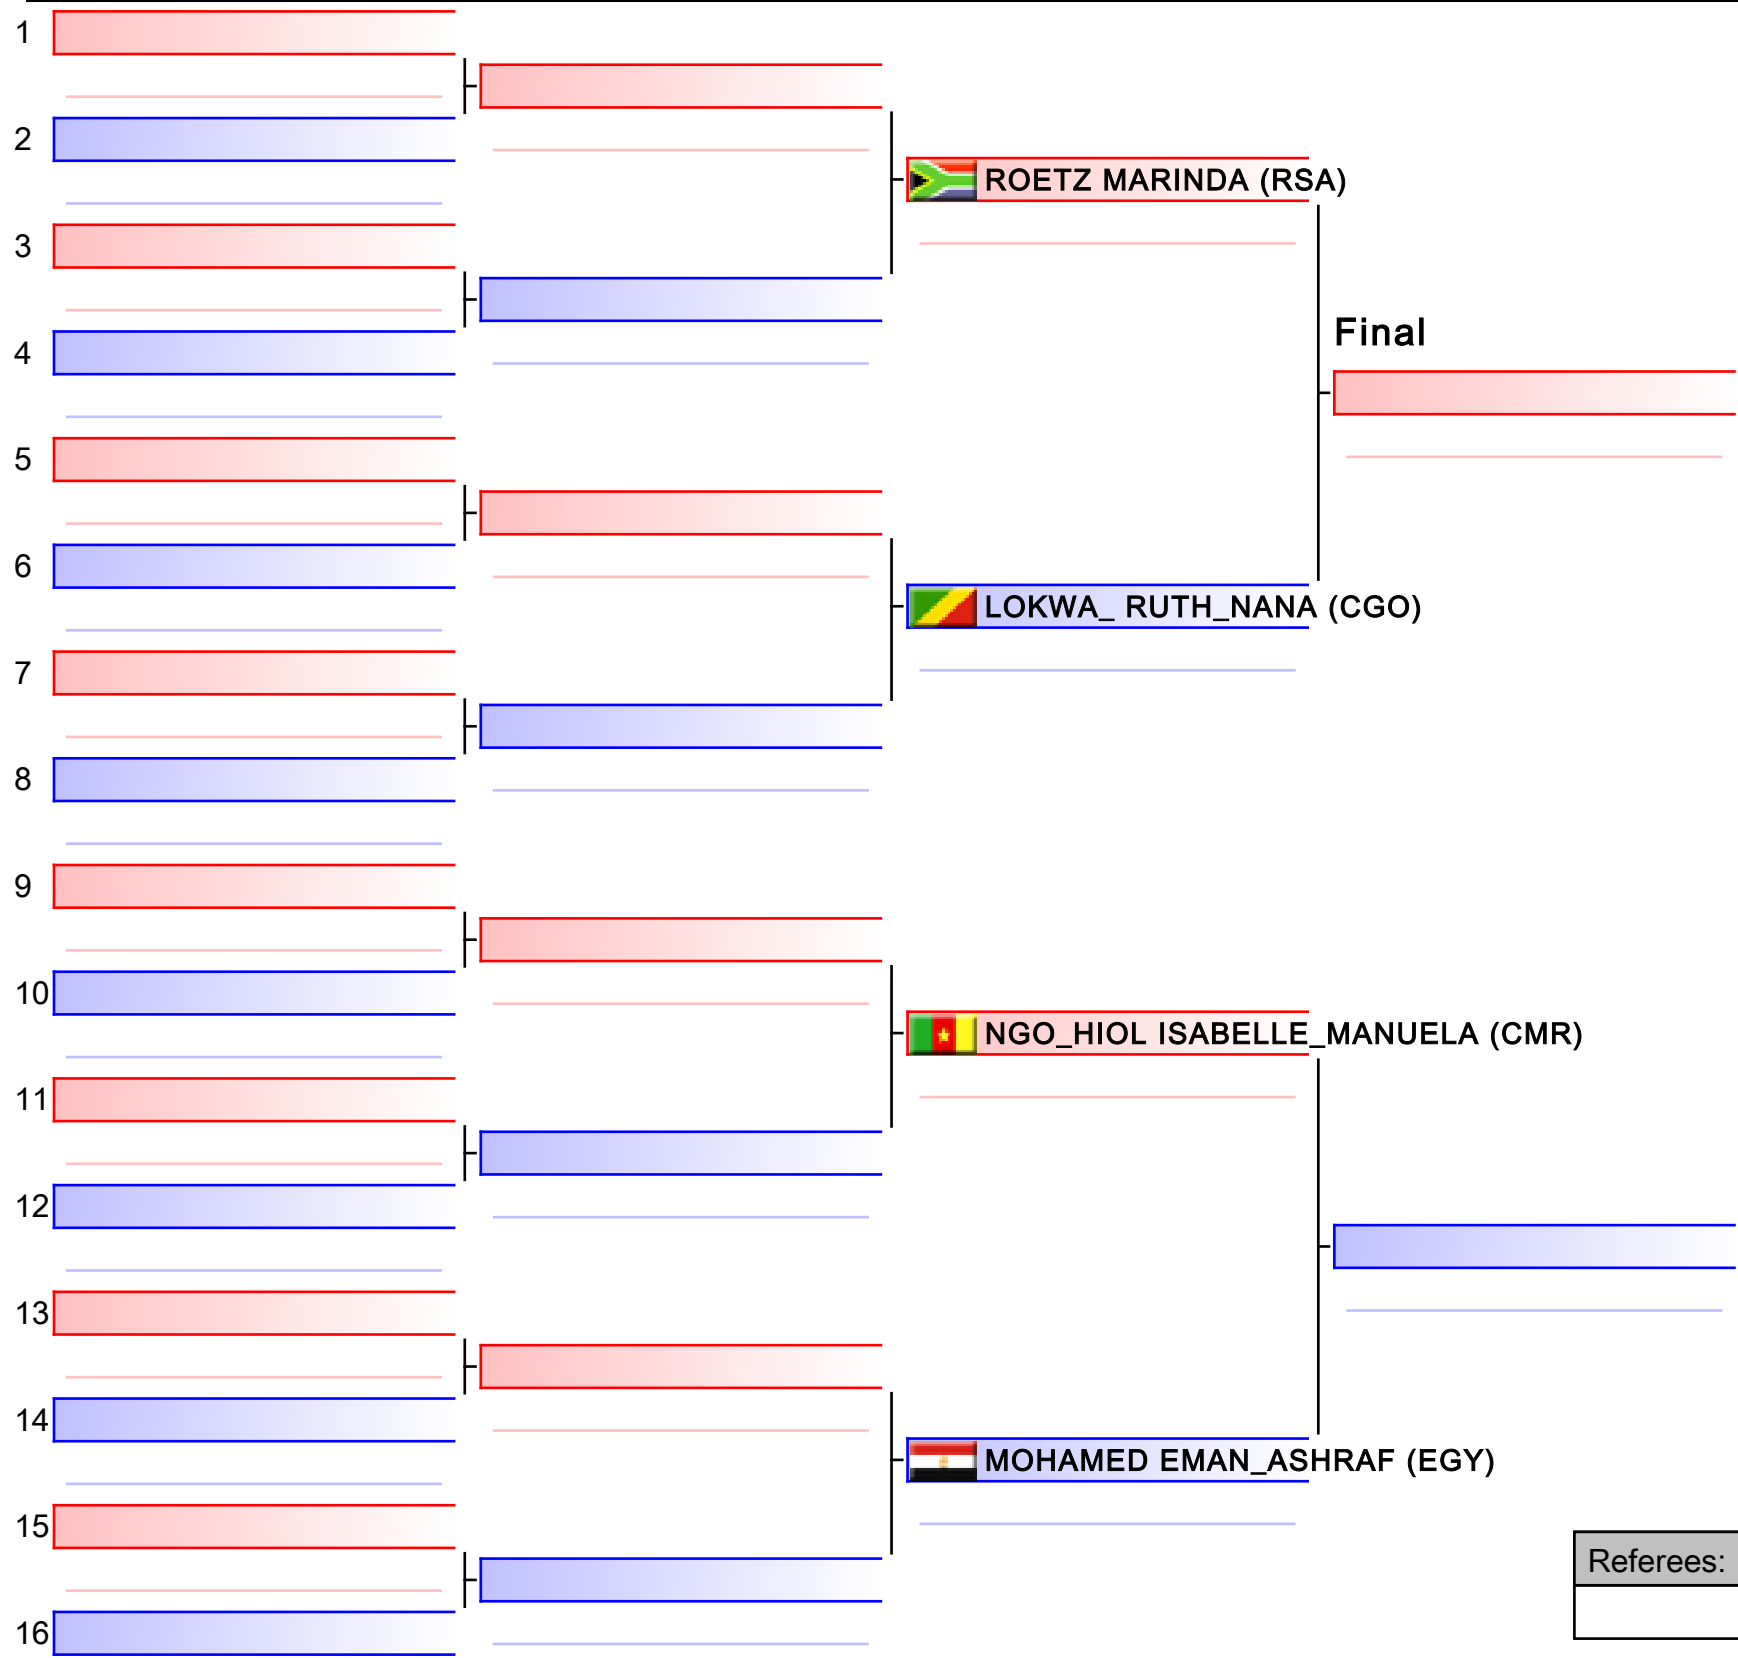 1
2
ROETZ MARINDA (RSA)
3
Final
4
5
6
LOKWA_ RUTH_NANA (CGO)
7
8
9
10
NGO_HIOL ISABELLE_MANUELA (CMR)
11
12
13
14
MOHAMED EMAN_ASHRAF (EGY)
15
Referees:
16